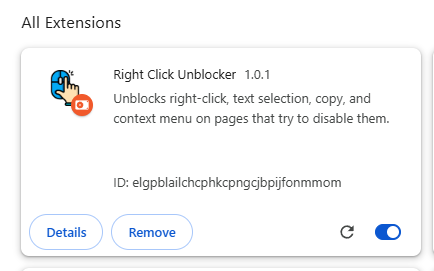 All Extensions
Right Click Unblocker 1.0.1
Unblocks right-click, text selection, copy, and
context menu on pages that try to disable them.
ID: elgpblailchcphkcpngcjbpijfonmmom
Details
Remove